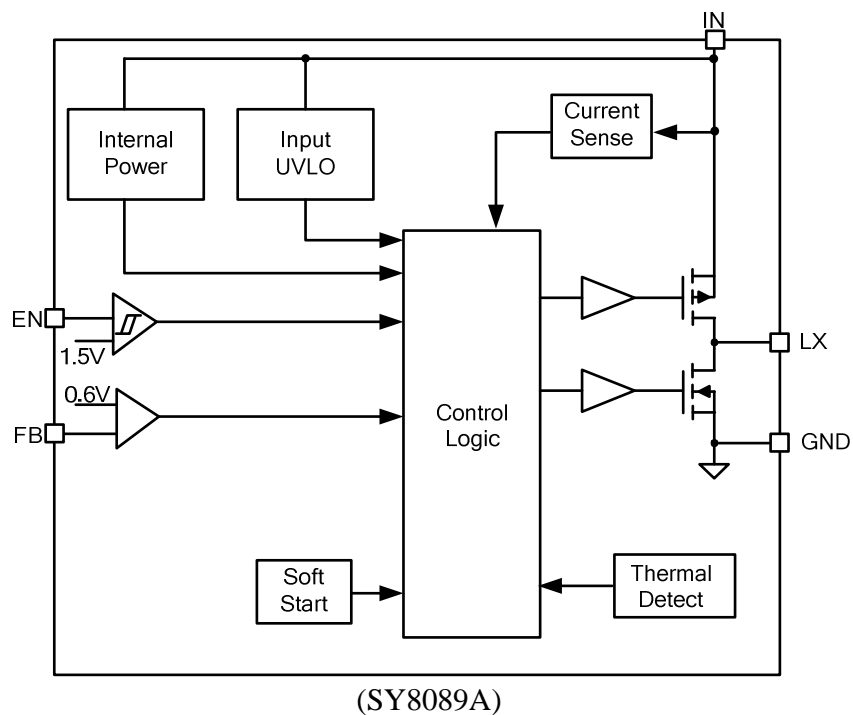 IN
Internal
Power
Input
UVLO
Current
Sense
EN
1.5V
0.6V
FB
Control
Logic
LX
GND
Soft
Start
Thermal
Detect
(SY8089A)